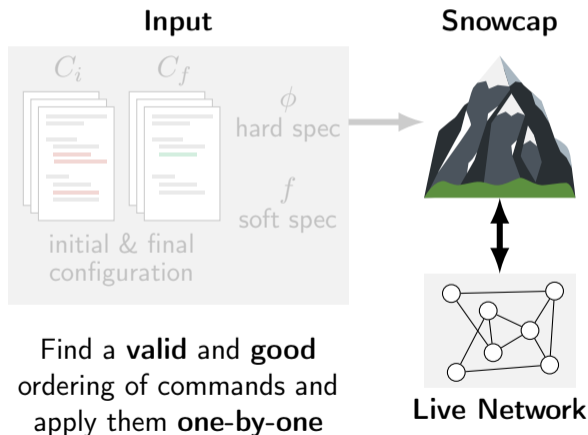 Input
Snowcap
C_i
C_f
ϕ
hard spec
f
soft spec
initial & final
configuration
Find a valid and good
ordering of commands and
apply them one-by-one
Live Network